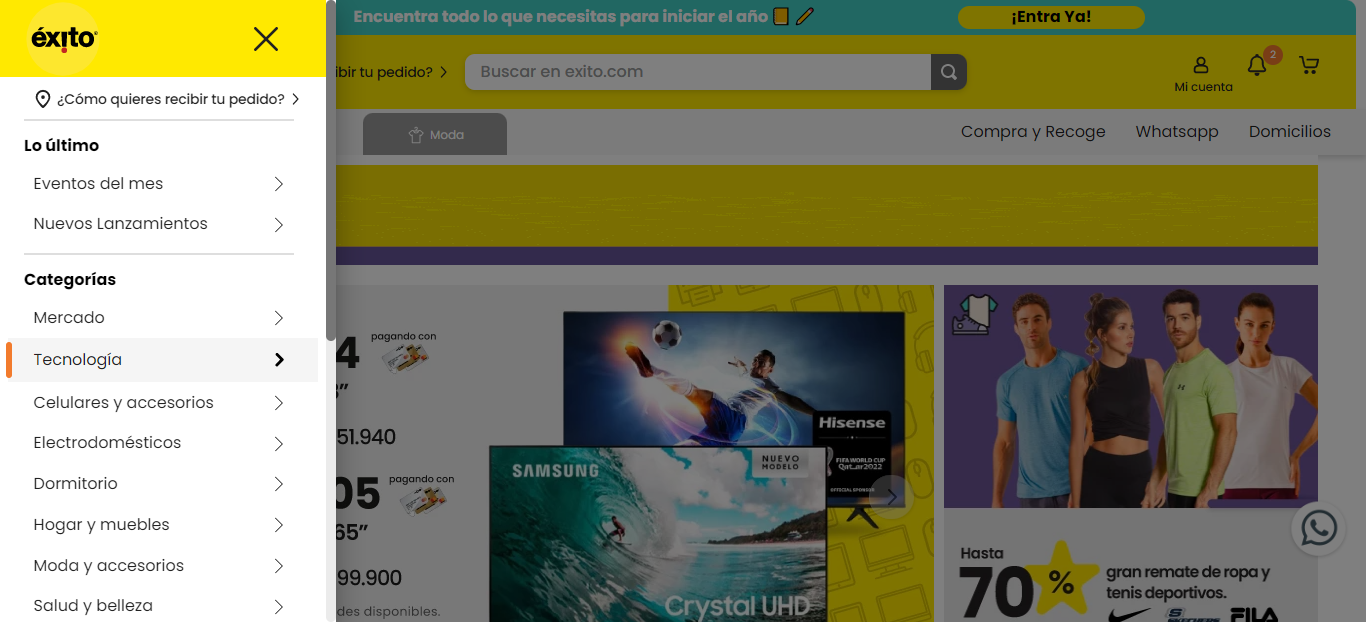 éxito
¿Cómo quieres recibir tu pedido?
Lo último
Eventos del mes
Nuevos Lanzamientos
Categorías
Mercado
Tecnología
Celulares y accesorios
Electrodomésticos
Dormitorio
Hogar y muebles
Moda y accesorios
Salud y belleza
Encuentra todo lo que necesitas para iniciar el año
¡Entra Ya!
ibir tu pedido?
Buscar en exito.com
Mi cuenta
2
Moda
Compra y Recoge
Whatsapp
Domicilios
4
pagando con
3”
51.940
05
pagando con
65”
99.900
des disponibles.
Hisense
FIFA WORLD CUP
Qat_ar2022
OFFICIAL SPONSOR
SAMSUNG
NUEVO
MODELO
Crystal UHD
Hasta
70%
gran remate de ropa y
tenis deportivos.
SKECHERS
FILA